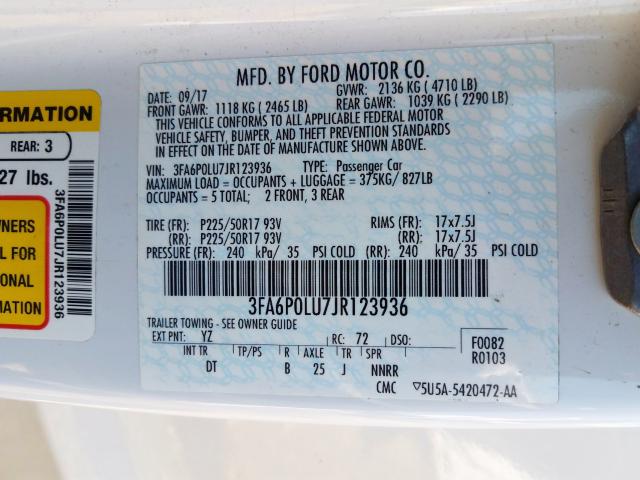 MFD. BY FORD MOTOR CO.
DATE: 09/17 GVWR: 2136 KG ( 4710 LB)
FRONT GAWR: 1118 KG ( 2465 LB) REAR GAWR: 1039 KG ( 2290 LB)
THIS VEHICLE CONFORMS TO ALL APPLICABLE FEDERAL MOTOR
VEHICLE SAFETY, BUMPER, AND THEFT PREVENTION STANDARDS
IN EFFECT ON THE DATE OF MANUFACTURE SHOWN ABOVE.
VIN: 3FA6P0LU7JR123936 TYPE: Passenger Car
MAXIMUM LOAD = OCCUPANTS + LUGGAGE = 375KG/ 827LB
OCCUPANTS = 5 TOTAL; 2 FRONT, 3 REAR
TIRE (FR): P225/50R17 93V RIMS (FR): 17x7.5J
(RR): P225/50R17 93V (RR): 17x7.5J
PRESSURE (FR): 240 kPa/ 35 PSI COLD (RR): 240 kPa/ 35 PSI COLD
3FA6P0LU7JR123936
TRAILER TOWING - SEE OWNER GUIDE
EXT PNT: YZ RC: 72 DSO: F0082
R0103
INT TR TP/PS R AXLE TR SPR
DT B 25 J NNRR
CMC ▽5U5A-5420472-AA
ORMATION
REAR: 3
27 lbs.
WNERS
L FOR
IONAL
MATION
3FA6P0LU7JR123936